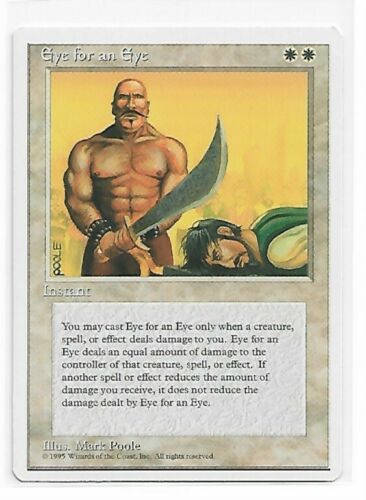 Eye for an Eye
POOLE
Instant
You may cast Eye for an Eye only when a creature,
spell, or effect deals damage to you. Eye for an
Eye deals an equal amount of damage to the
controller of that creature, spell, or effect. If
another spell or effect reduces the amount of
damage you receive, it does not reduce the
damage dealt by Eye for an Eye.
Illus. Mark Poole
© 1995 Wizards of the Coast, Inc. All rights reserved.